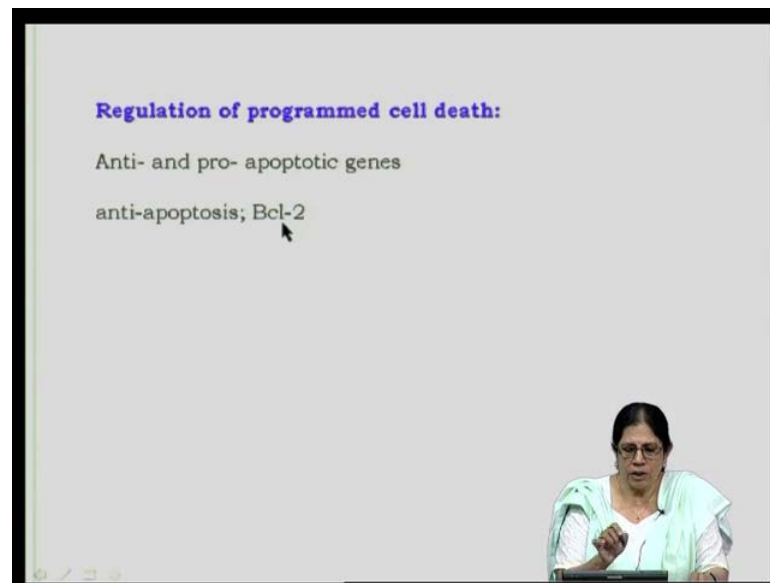 Regulation of programmed cell death:
Anti- and pro- apoptotic genes
anti-apoptosis; Bcl-2